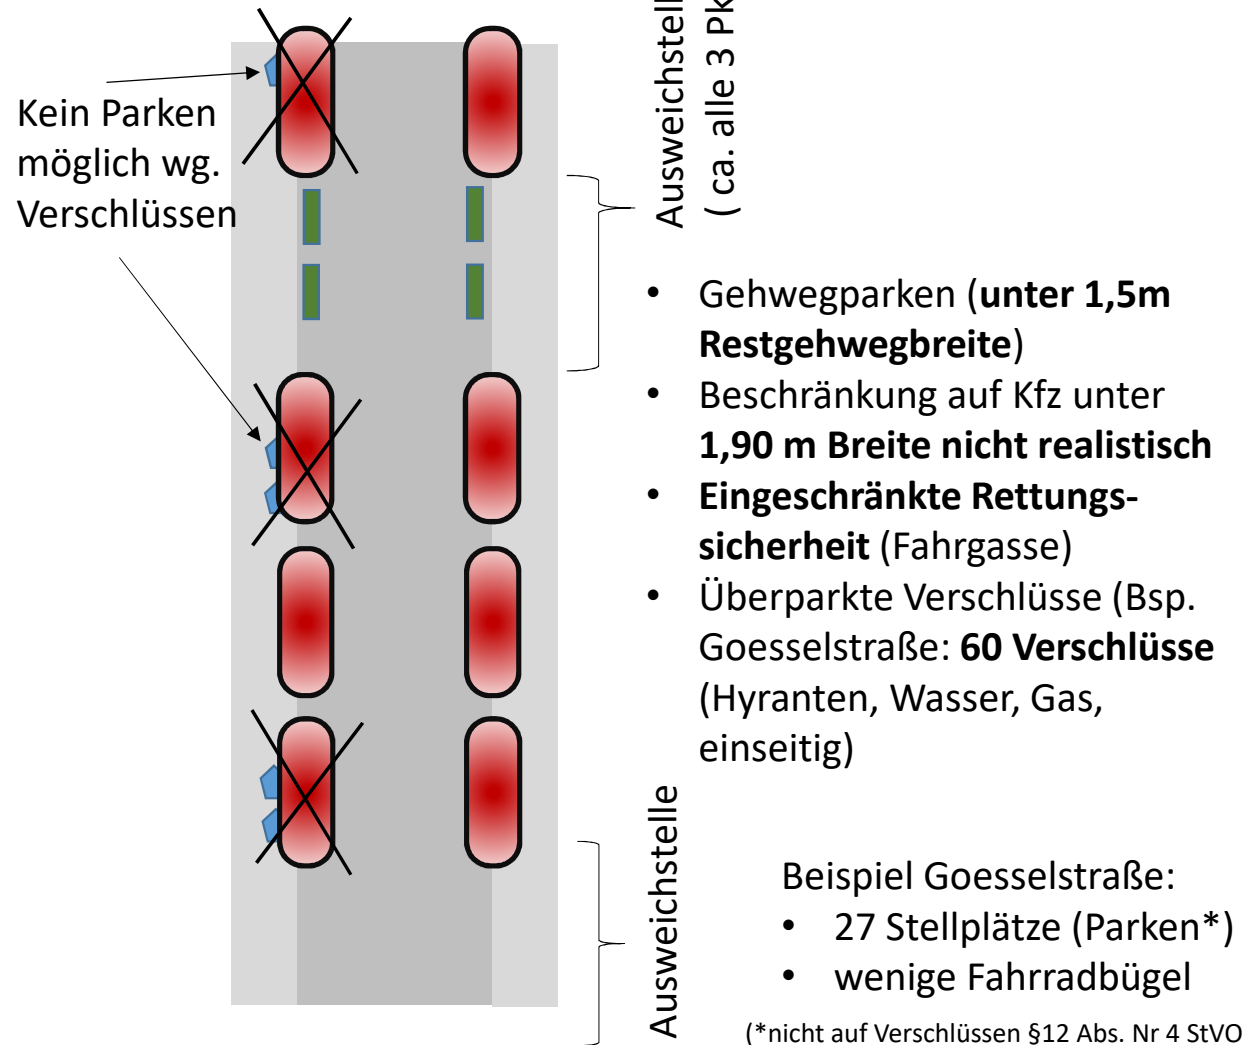 Kein Parken
möglich wg.
Verschlüssen
( ca. alle 3
• Gehwegparken (unter 1,5m
Restgehwegbreite)
• Beschränkung auf Kfz unter
1,90 m Breite nicht realistisch
• Eingeschränkte Rettungs-
sicherheit (Fahrgasse)
• Überparkte Verschlüsse (Bsp.
Goesselstraße: 60 Verschlüsse
(Hyranten, Wasser, Gas,
einseitig)
Ausweichstelle
Beispiel Goesselstraße:
• 27 Stellplätze (Parken*)
• wenige Fahrradbügel
(*nicht auf Verschlüssen §12 Abs. Nr 4 StVO